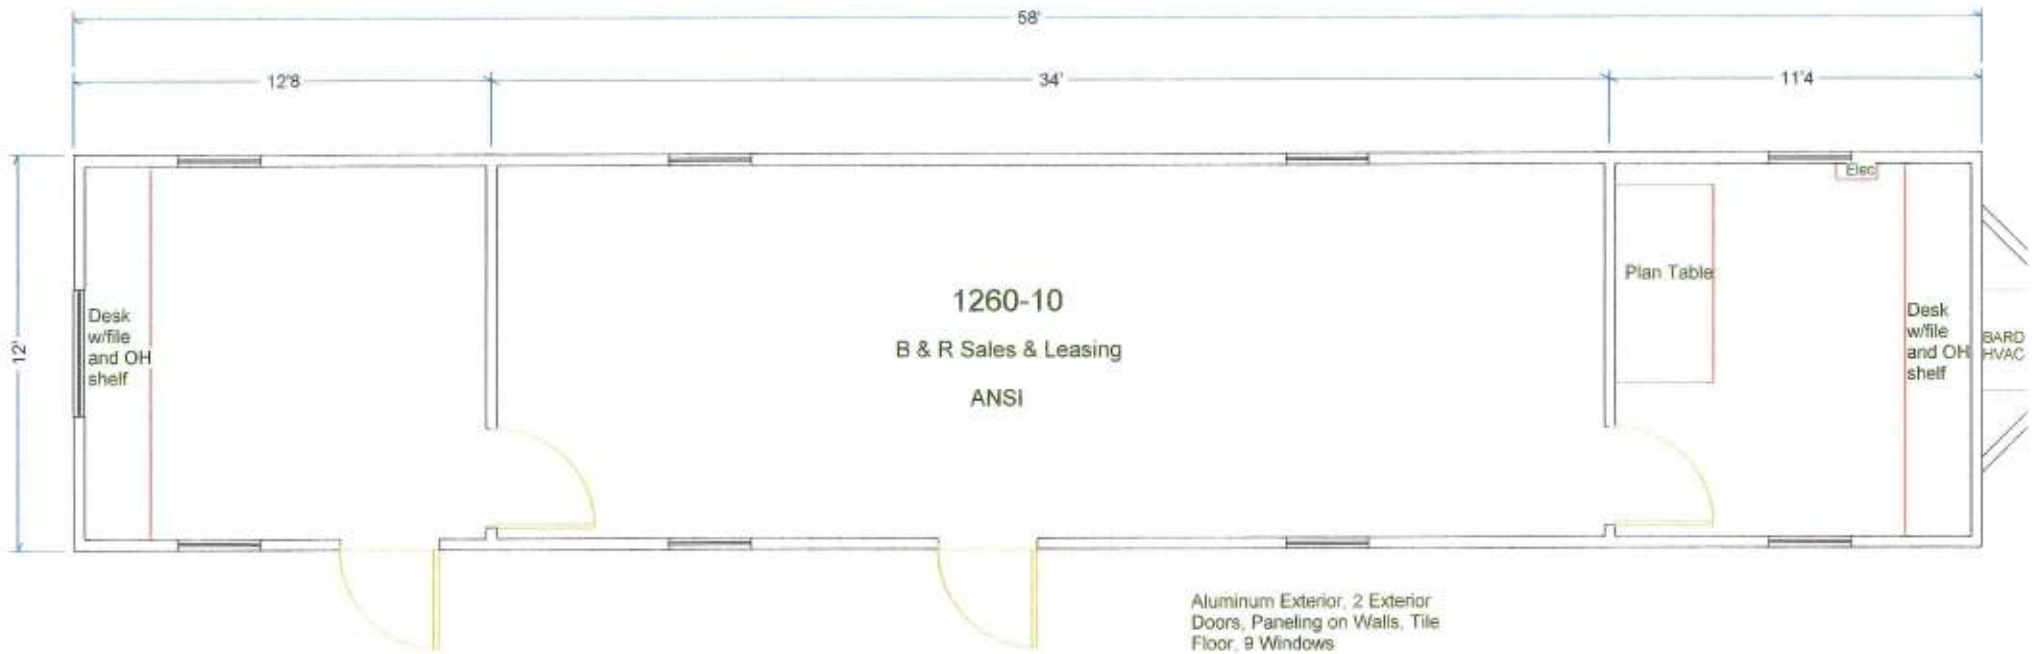 58'
12'8
34'
11'4
12'
Elec
Plan Table
Desk
w/file
and OH
shelf
1260-10
B & R Sales & Leasing
ANSI
Desk
w/file
and OH
shelf
BARD
HVAC
Aluminum Exterior, 2 Exterior
Doors, Paneling on Walls, Tile
Floor, 9 Windows